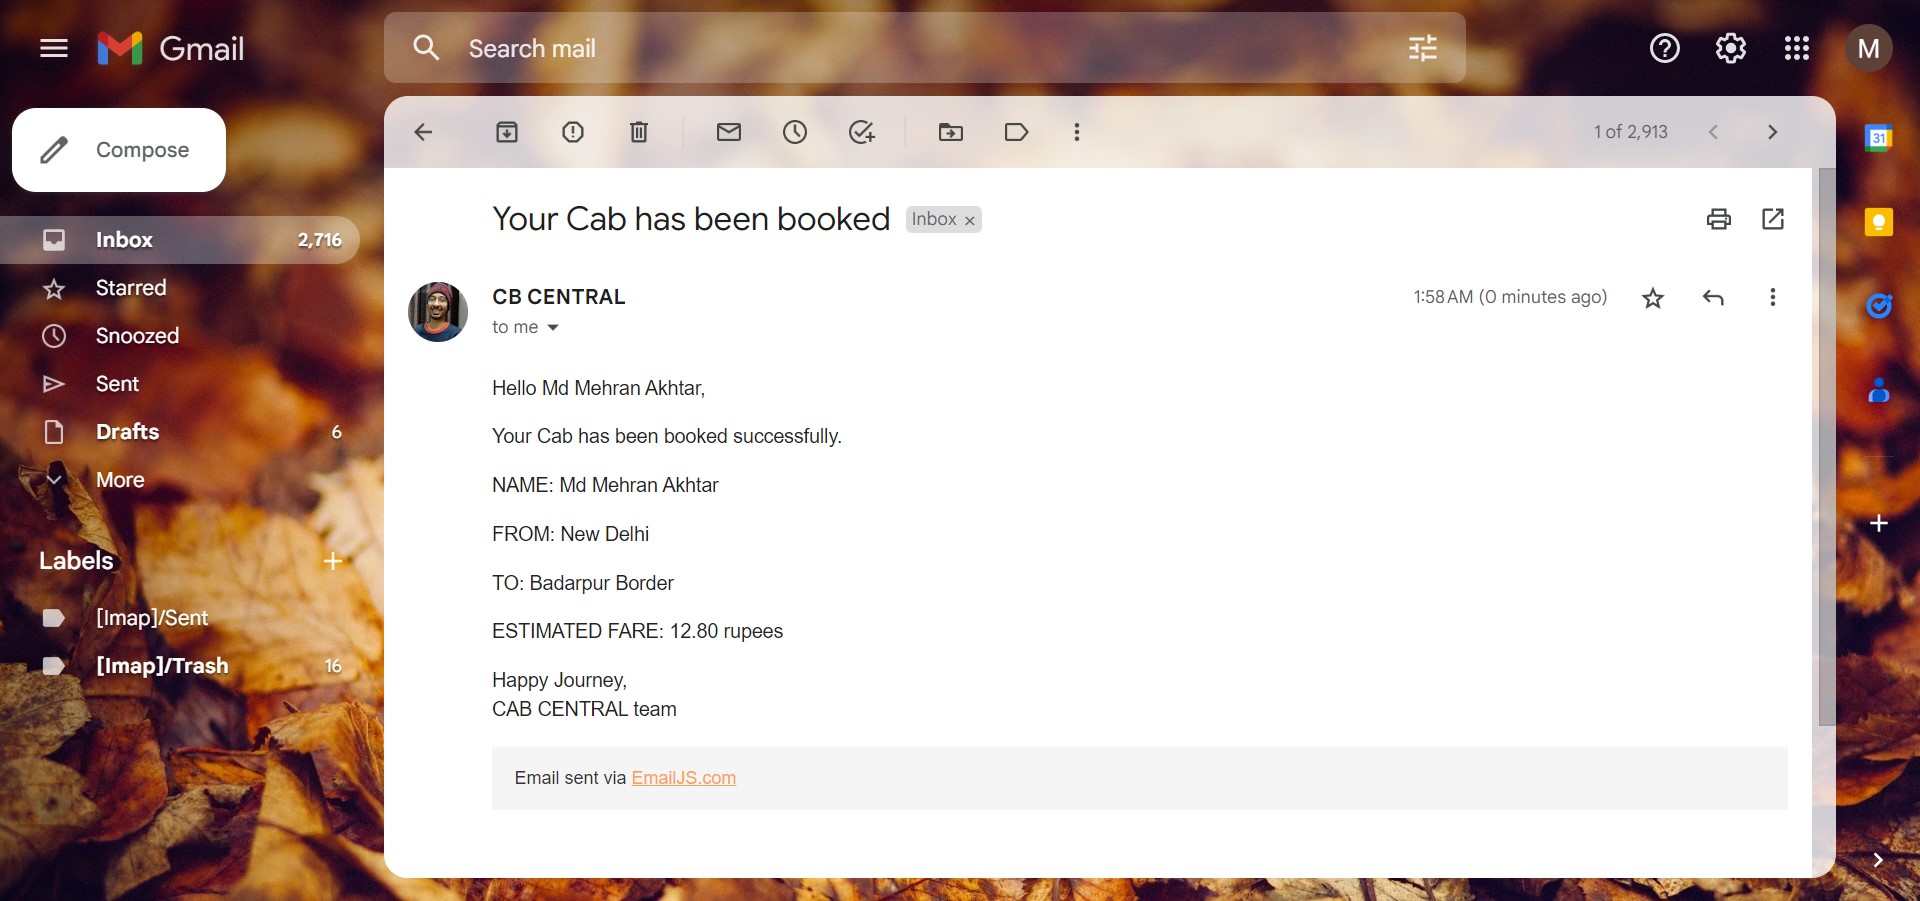 Gmail
Search mail
M
Compose
1 of 2,913
31
Inbox 2,716
Starred
Snoozed
Sent
Drafts 6
More
Labels
[Imap]/Sent
[Imap]/Trash 16
Your Cab has been booked Inbox ×
CB CENTRAL 1:58 AM (0 minutes ago)
to me
Hello Md Mehran Akhtar,
Your Cab has been booked successfully.
NAME: Md Mehran Akhtar
FROM: New Delhi
TO: Badarpur Border
ESTIMATED FARE: 12.80 rupees
Happy Journey,
CAB CENTRAL team
Email sent via EmailJS.com